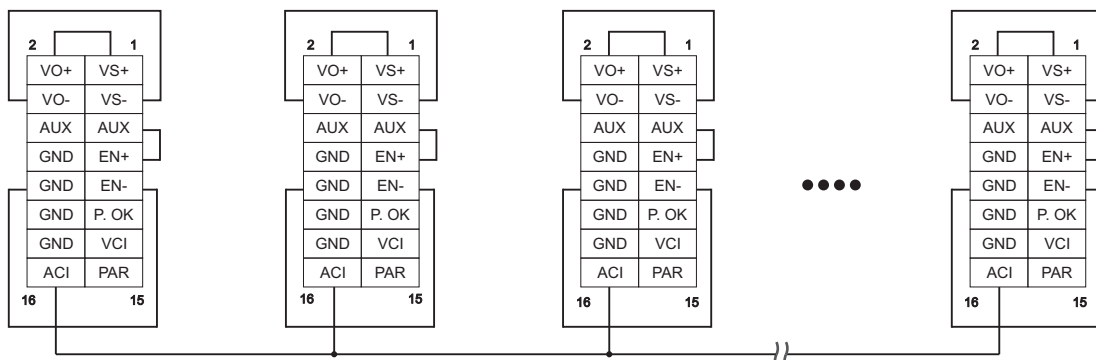 2 1 2 1 2 1 2 1
VO+ VS+ VO+ VS+ VO+ VS+ VO+ VS+
VO- VS- VO- VS- VO- VS- VO- VS-
AUX AUX AUX AUX AUX AUX AUX AUX
GND EN+ GND EN+ GND EN+ GND EN+
GND EN- GND EN- GND EN- GND EN-
GND P. OK GND P. OK GND P. OK GND P. OK
GND VCI GND VCI GND VCI GND VCI
ACI PAR ACI PAR ACI PAR ACI PAR
16 15 16 15 16 15 16 15